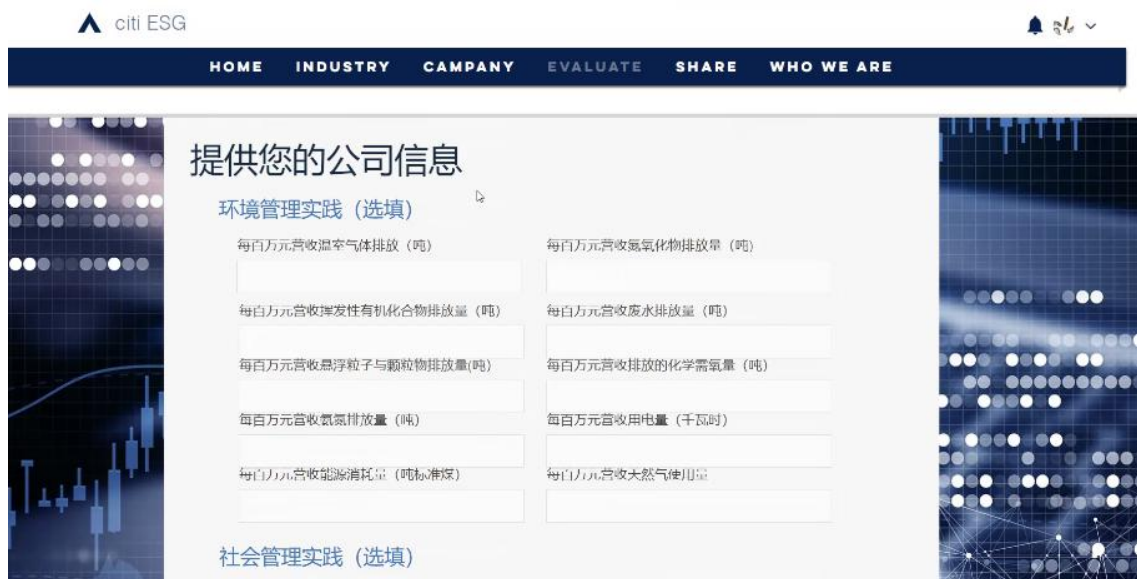 citi ESG
HOME INDUSTRY CAMPANY EVALUATE SHARE WHO WE ARE
提供您的公司信息
环境管理实践（选填）
每百万元营收温室气体排放（吨） 每百万元营收氮氧化物排放量（吨）
每百万元营收挥发性有机化合物排放量（吨） 每百万元营收废水排放量（吨）
每百万元营收悬浮粒子与颗粒物排放量(吨) 每百万元营收排放的化学需氧量（吨）
每百万元营收氨氮排放量（吨） 每百万元营收用电量（千瓦时）
每百万元营收能源消耗量（吨标准煤） 每百万元营收天然气使用量
社会管理实践（选填）